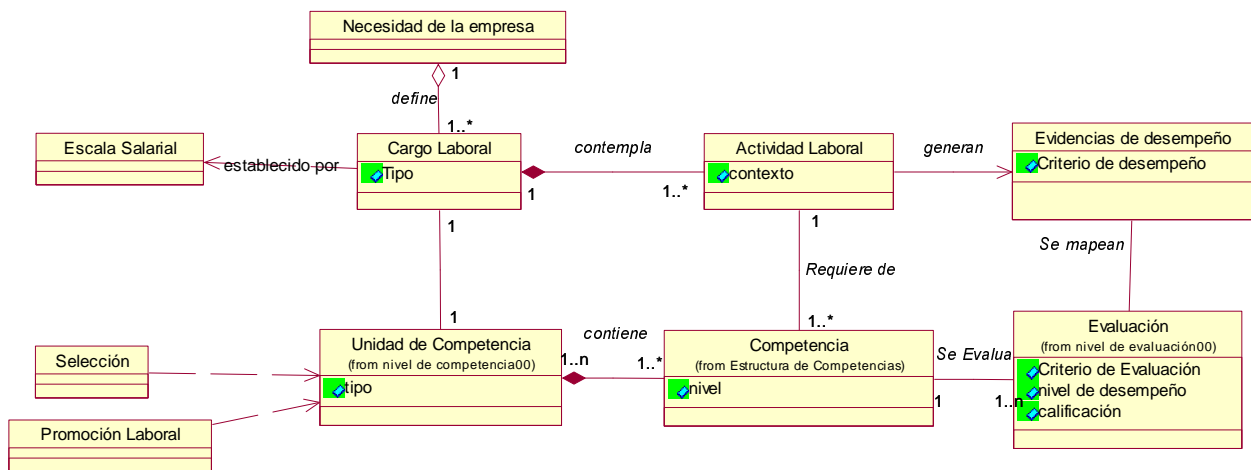 Necesidad de la empresa
1
define
1..*
Escala Salarial
establecido por
Cargo Laboral
Tipo
1
contempla
1..*
Actividad Laboral
contexto
generan
Evidencias de desempeño
Criterio de desempeño
1
1
Requiere de
Se mapean
1
1..*
Unidad de Competencia
(from nivel de competencia00)
tipo
contiene
1..n
1..*
Competencia
(from Estructura de Competencias)
nivel
Se Evalua
1
1..n
Evaluación
(from nivel de evaluación00)
Criterio de Evaluación
nivel de desempeño
calificación
Selección
Promoción Laboral